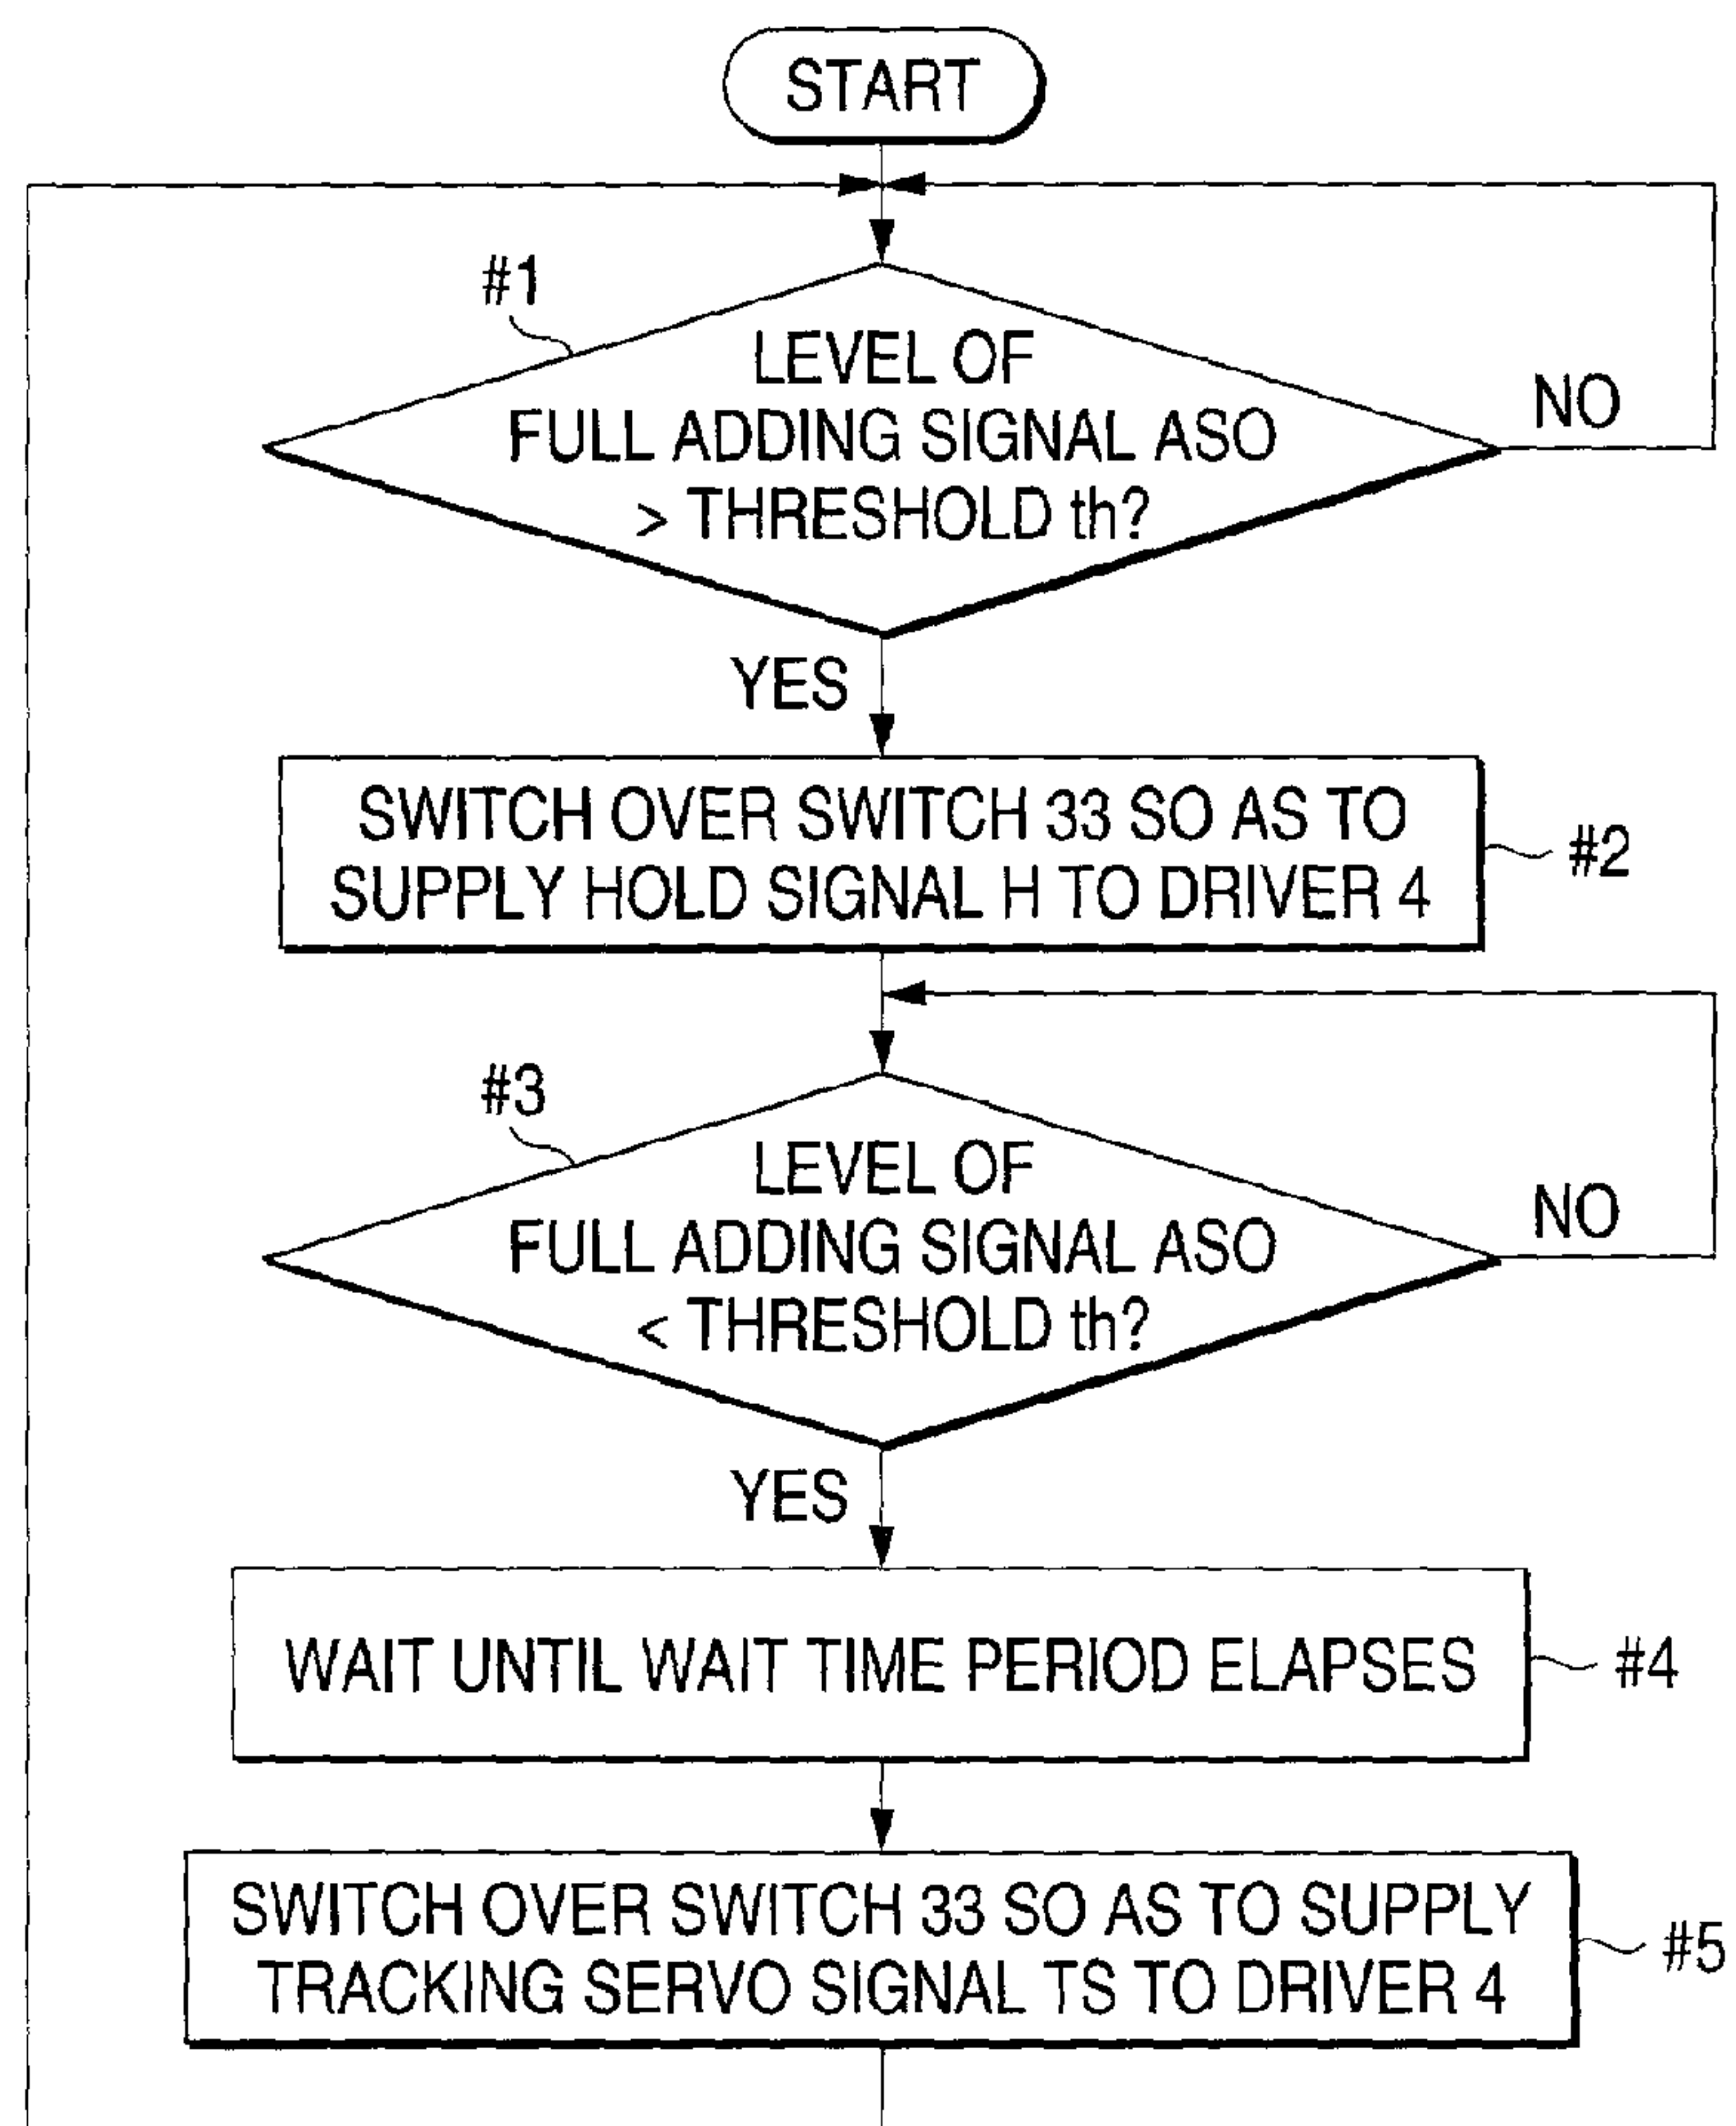 START
#1
LEVEL OF
FULL ADDING SIGNAL ASO
> THRESHOLD th?
NO
YES
SWITCH OVER SWITCH 33 SO AS TO
SUPPLY HOLD SIGNAL H TO DRIVER 4
#2
#3
LEVEL OF
FULL ADDING SIGNAL ASO
< THRESHOLD th?
NO
YES
WAIT UNTIL WAIT TIME PERIOD ELAPSES
#4
SWITCH OVER SWITCH 33 SO AS TO SUPPLY
TRACKING SERVO SIGNAL TS TO DRIVER 4
#5